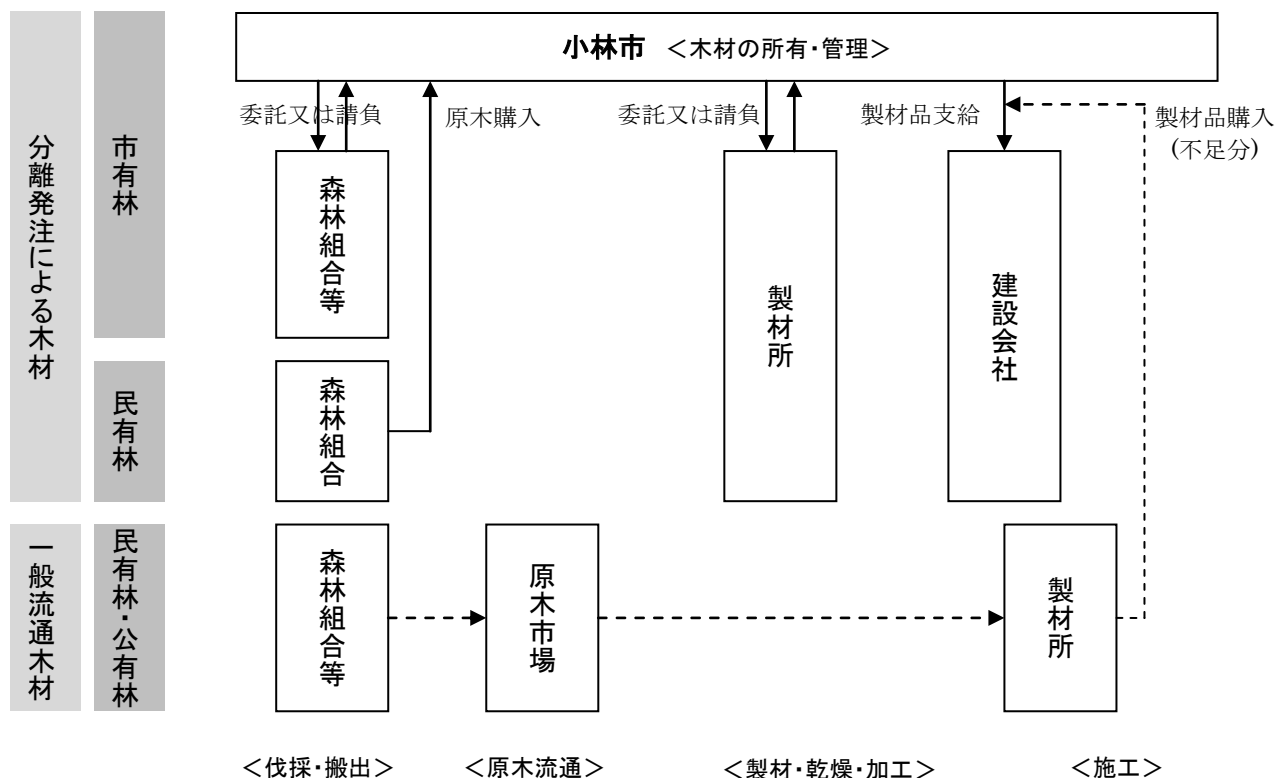 小林市 ＜木材の所有・管理＞
委託又は請負
原木購入
委託又は請負
製材品支給
製材品購入
(不足分)
分離発注による木材
市有林
森林組合等
製材所
建設会社
民有林
森林組合
一般流通木材
民有林・公有林
森林組合等
原木市場
製材所
＜伐採・搬出＞
＜原木流通＞
＜製材・乾燥・加工＞
＜施工＞